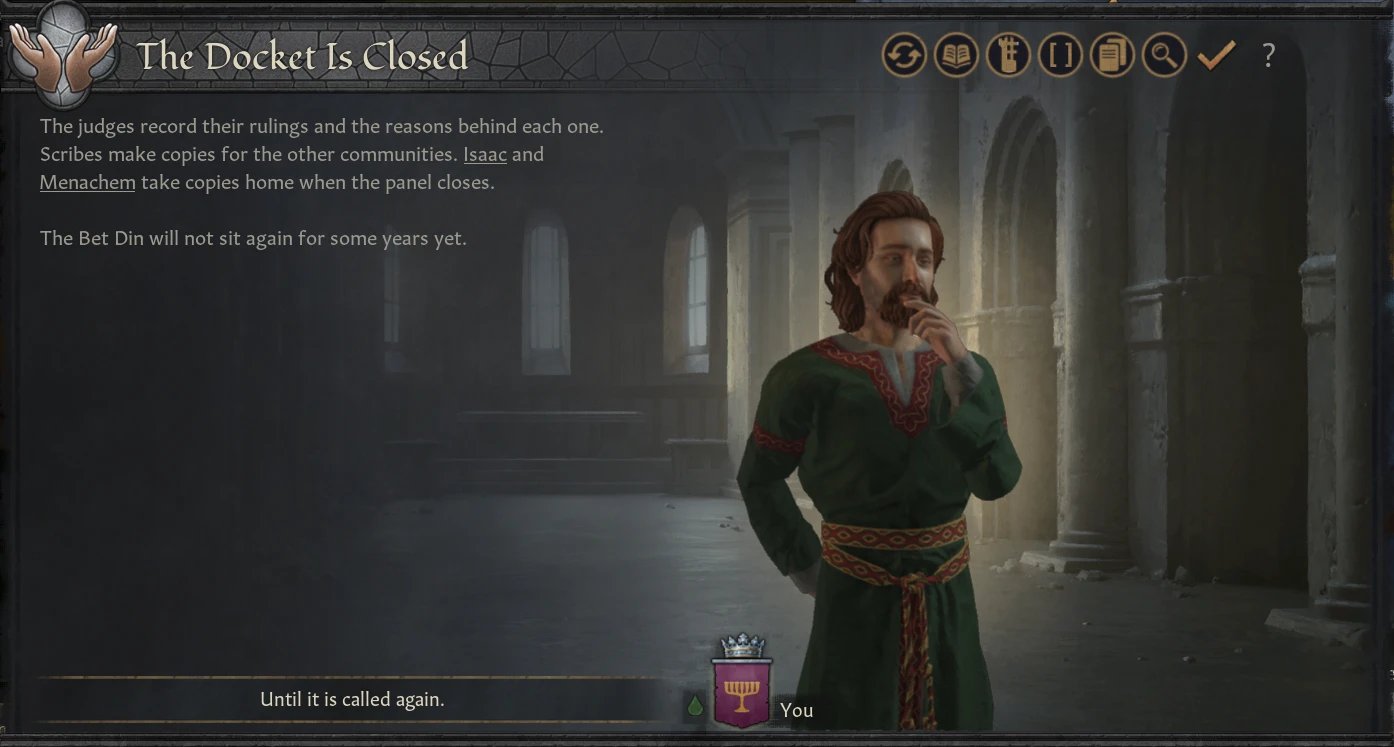 The Docket Is Closed
[ ]
?
The judges record their rulings and the reasons behind each one.
Scribes make copies for the other communities. Isaac and
Menachem take copies home when the panel closes.
The Bet Din will not sit again for some years yet.
Until it is called again.
You